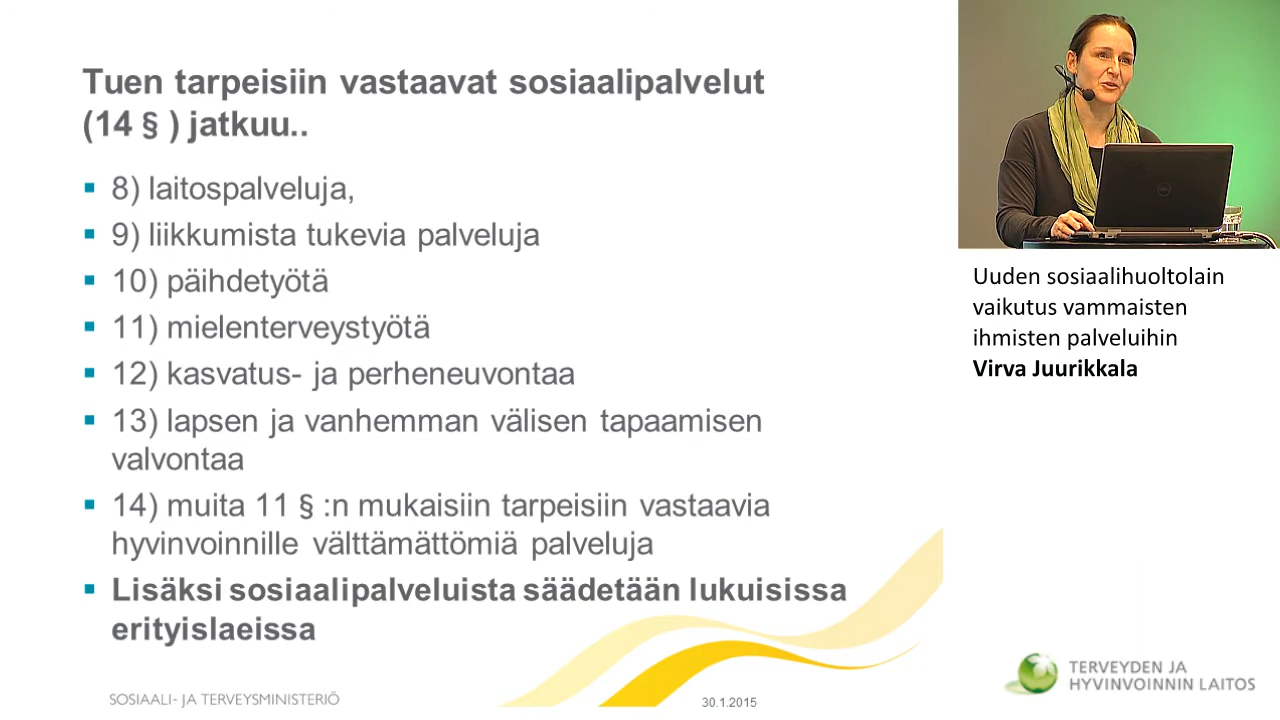 Tuen tarpeisiin vastaavat sosiaalipalvelut
(14 § ) jatkuu..
8) laitospalveluja,
9) liikkumista tukevia palveluja
10) päihdetyötä
11) mielenterveystyötä
12) kasvatus- ja perheneuvontaa
13) lapsen ja vanhemman välisen tapaamisen
valvontaa
14) muita 11 § :n mukaisiin tarpeisiin vastaavia
hyvinvoinnille välttämättömiä palveluja
Lisäksi sosiaalipalveluista säädetään lukuisissa
erityislaeissa
SOSIAALI- JA TERVEYSMINISTERIÖ
30.1.2015
Uuden sosiaalihuoltolain
vaikutus vammaisten
ihmisten palveluihin
Virva Juurikkala
TERVEYDEN JA
HYVINVOINNIN LAITOS